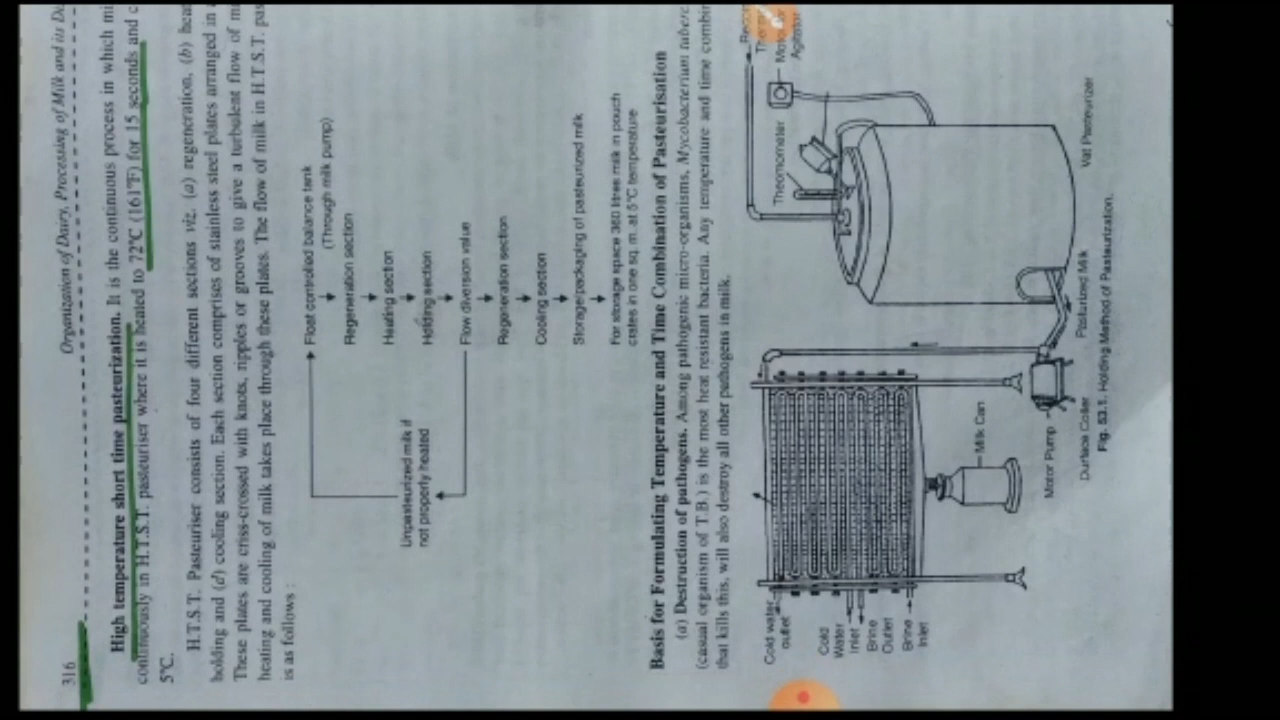 316
Organization of Dairy, Processing of Milk and its
High temperature short time pasteurization. It is the continuous process in which
continuously in H.T.S.T. pasteuriser where it is heated to 72°C (161°F) for 15 seconds and
5°C.
H.T.S.T. Pasteuriser consists of four different sections viz. (a) regeneration, (b)
holding and (d) cooling section. Each section comprises of stainless steel plates arranged in
These plates are criss-crossed with knots, ripples or grooves to give a turbulent flow of
heating and cooling of milk takes place through these plates. The flow of milk in H.T.S.T.
is as follows :
Float controlled balance tank
(Through milk pump)
Regeneration section
Heating section
Holding section
Flow diversion value
Regeneration section
Cooling section
Storage/packaging of pasteurized milk
For storage space 360 litres milk in pouch
crates in one sq. m. at 5°C temperature
Unpasteurized milk if
not properly heated
Basis for Formulating Temperature and Time Combination of Pasteurisation
(a) Destruction of pathogens. Among pathogenic micro-organisms, Mycobacterium
(casual organism of T.B.) is the most heat resistant bacteria. Any temperature and time
that kills this, will also destroy all other pathogens in milk.
Cold water
outlet
Cold
Water
Inlet
Brine
Outlet
Brine
Inlet
Milk Can
Motor Pump
Thermometer
Agitator
Pasturized Milk
Vat Pasteurizer
Fig. 53.1. Holding Method of Pasteurization.